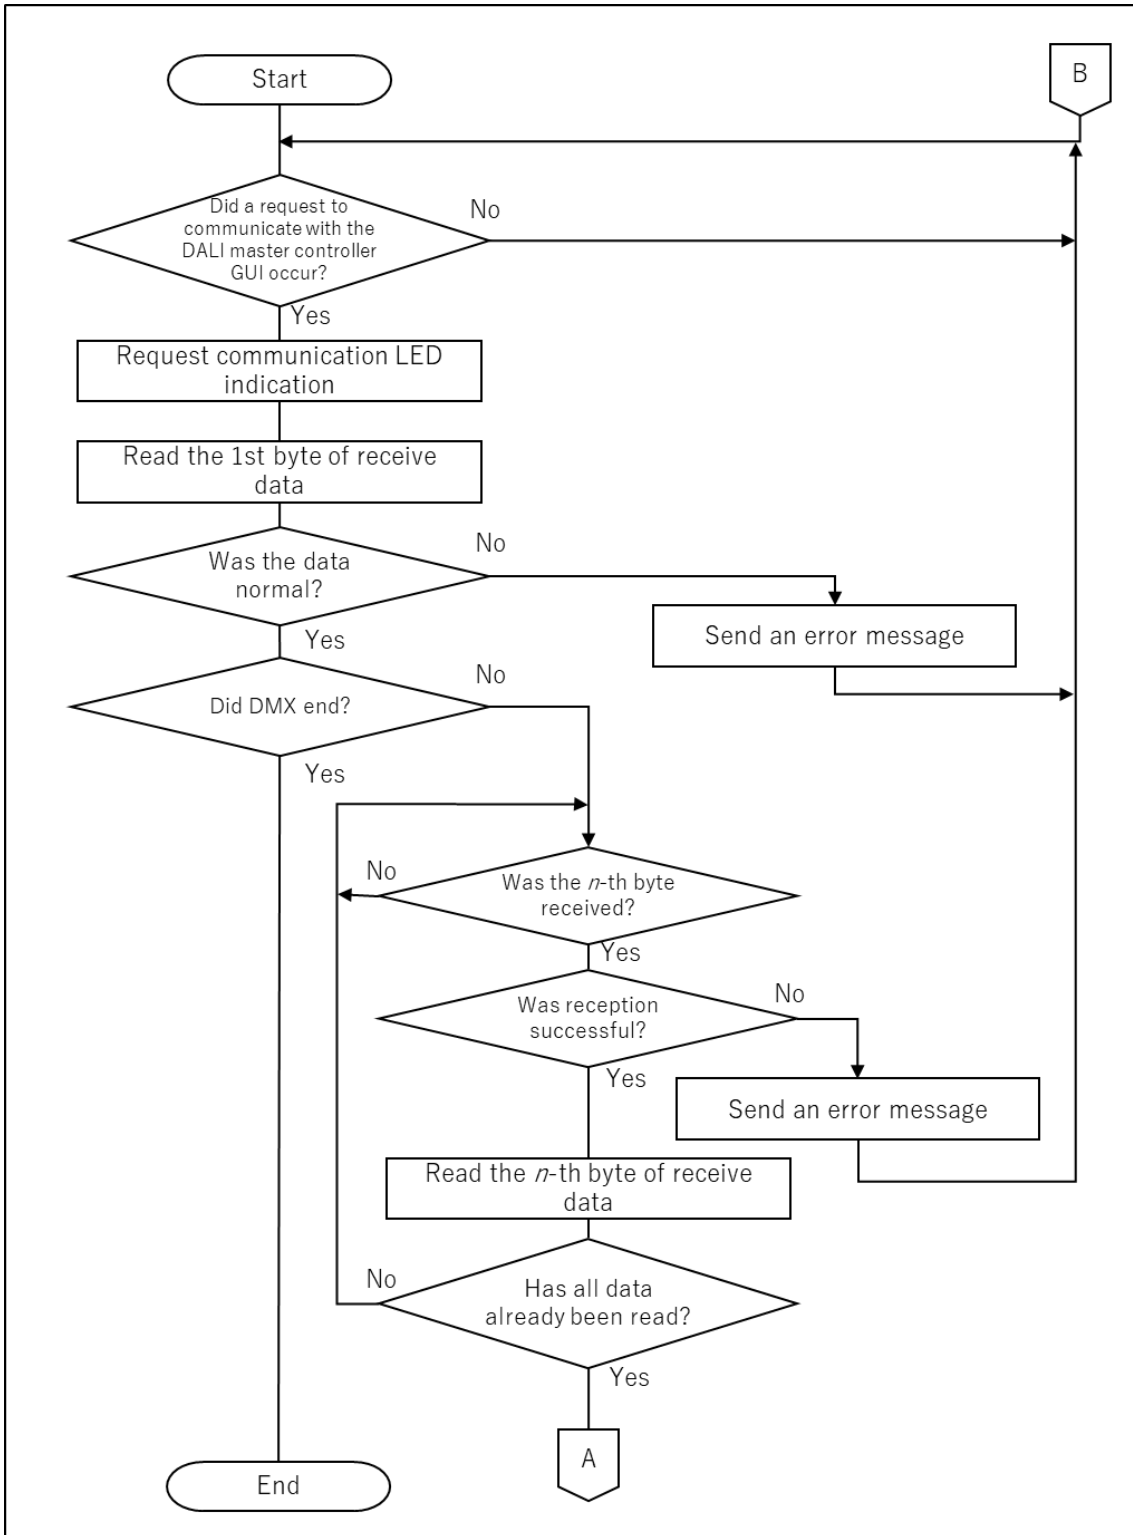 Start
B
Did a request to
communicate with the
DALI master controller
GUI occur?
No
Yes
Request communication LED
indication
Read the 1st byte of receive
data
Was the data
normal?
No
Yes
Send an error message
Did DMX end?
No
Yes
Was the n-th byte
received?
No
Yes
Was reception
successful?
No
Yes
Send an error message
Read the n-th byte of receive
data
Has all data
already been read?
No
Yes
A
End